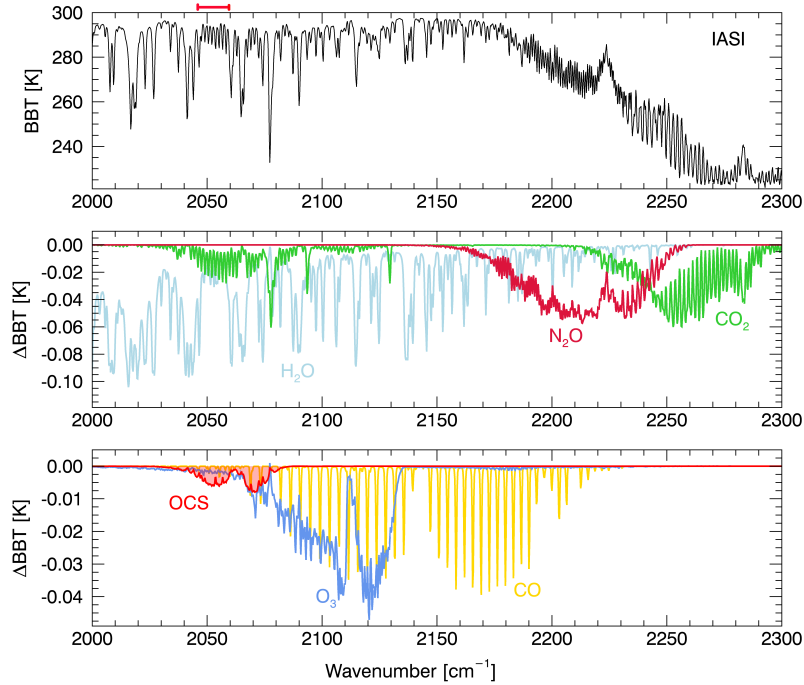 300
280
260
240
BBT [K]
IASI
2000 2050 2100 2150 2200 2250 2300
0.00
-0.02
-0.04
-0.06
-0.08
-0.10
ΔBBT [K]
H₂O
N₂O
CO₂
2000 2050 2100 2150 2200 2250 2300
0.00
-0.01
-0.02
-0.03
-0.04
ΔBBT [K]
OCS
O₃
CO
2000 2050 2100 2150 2200 2250 2300
Wavenumber [cm⁻¹]